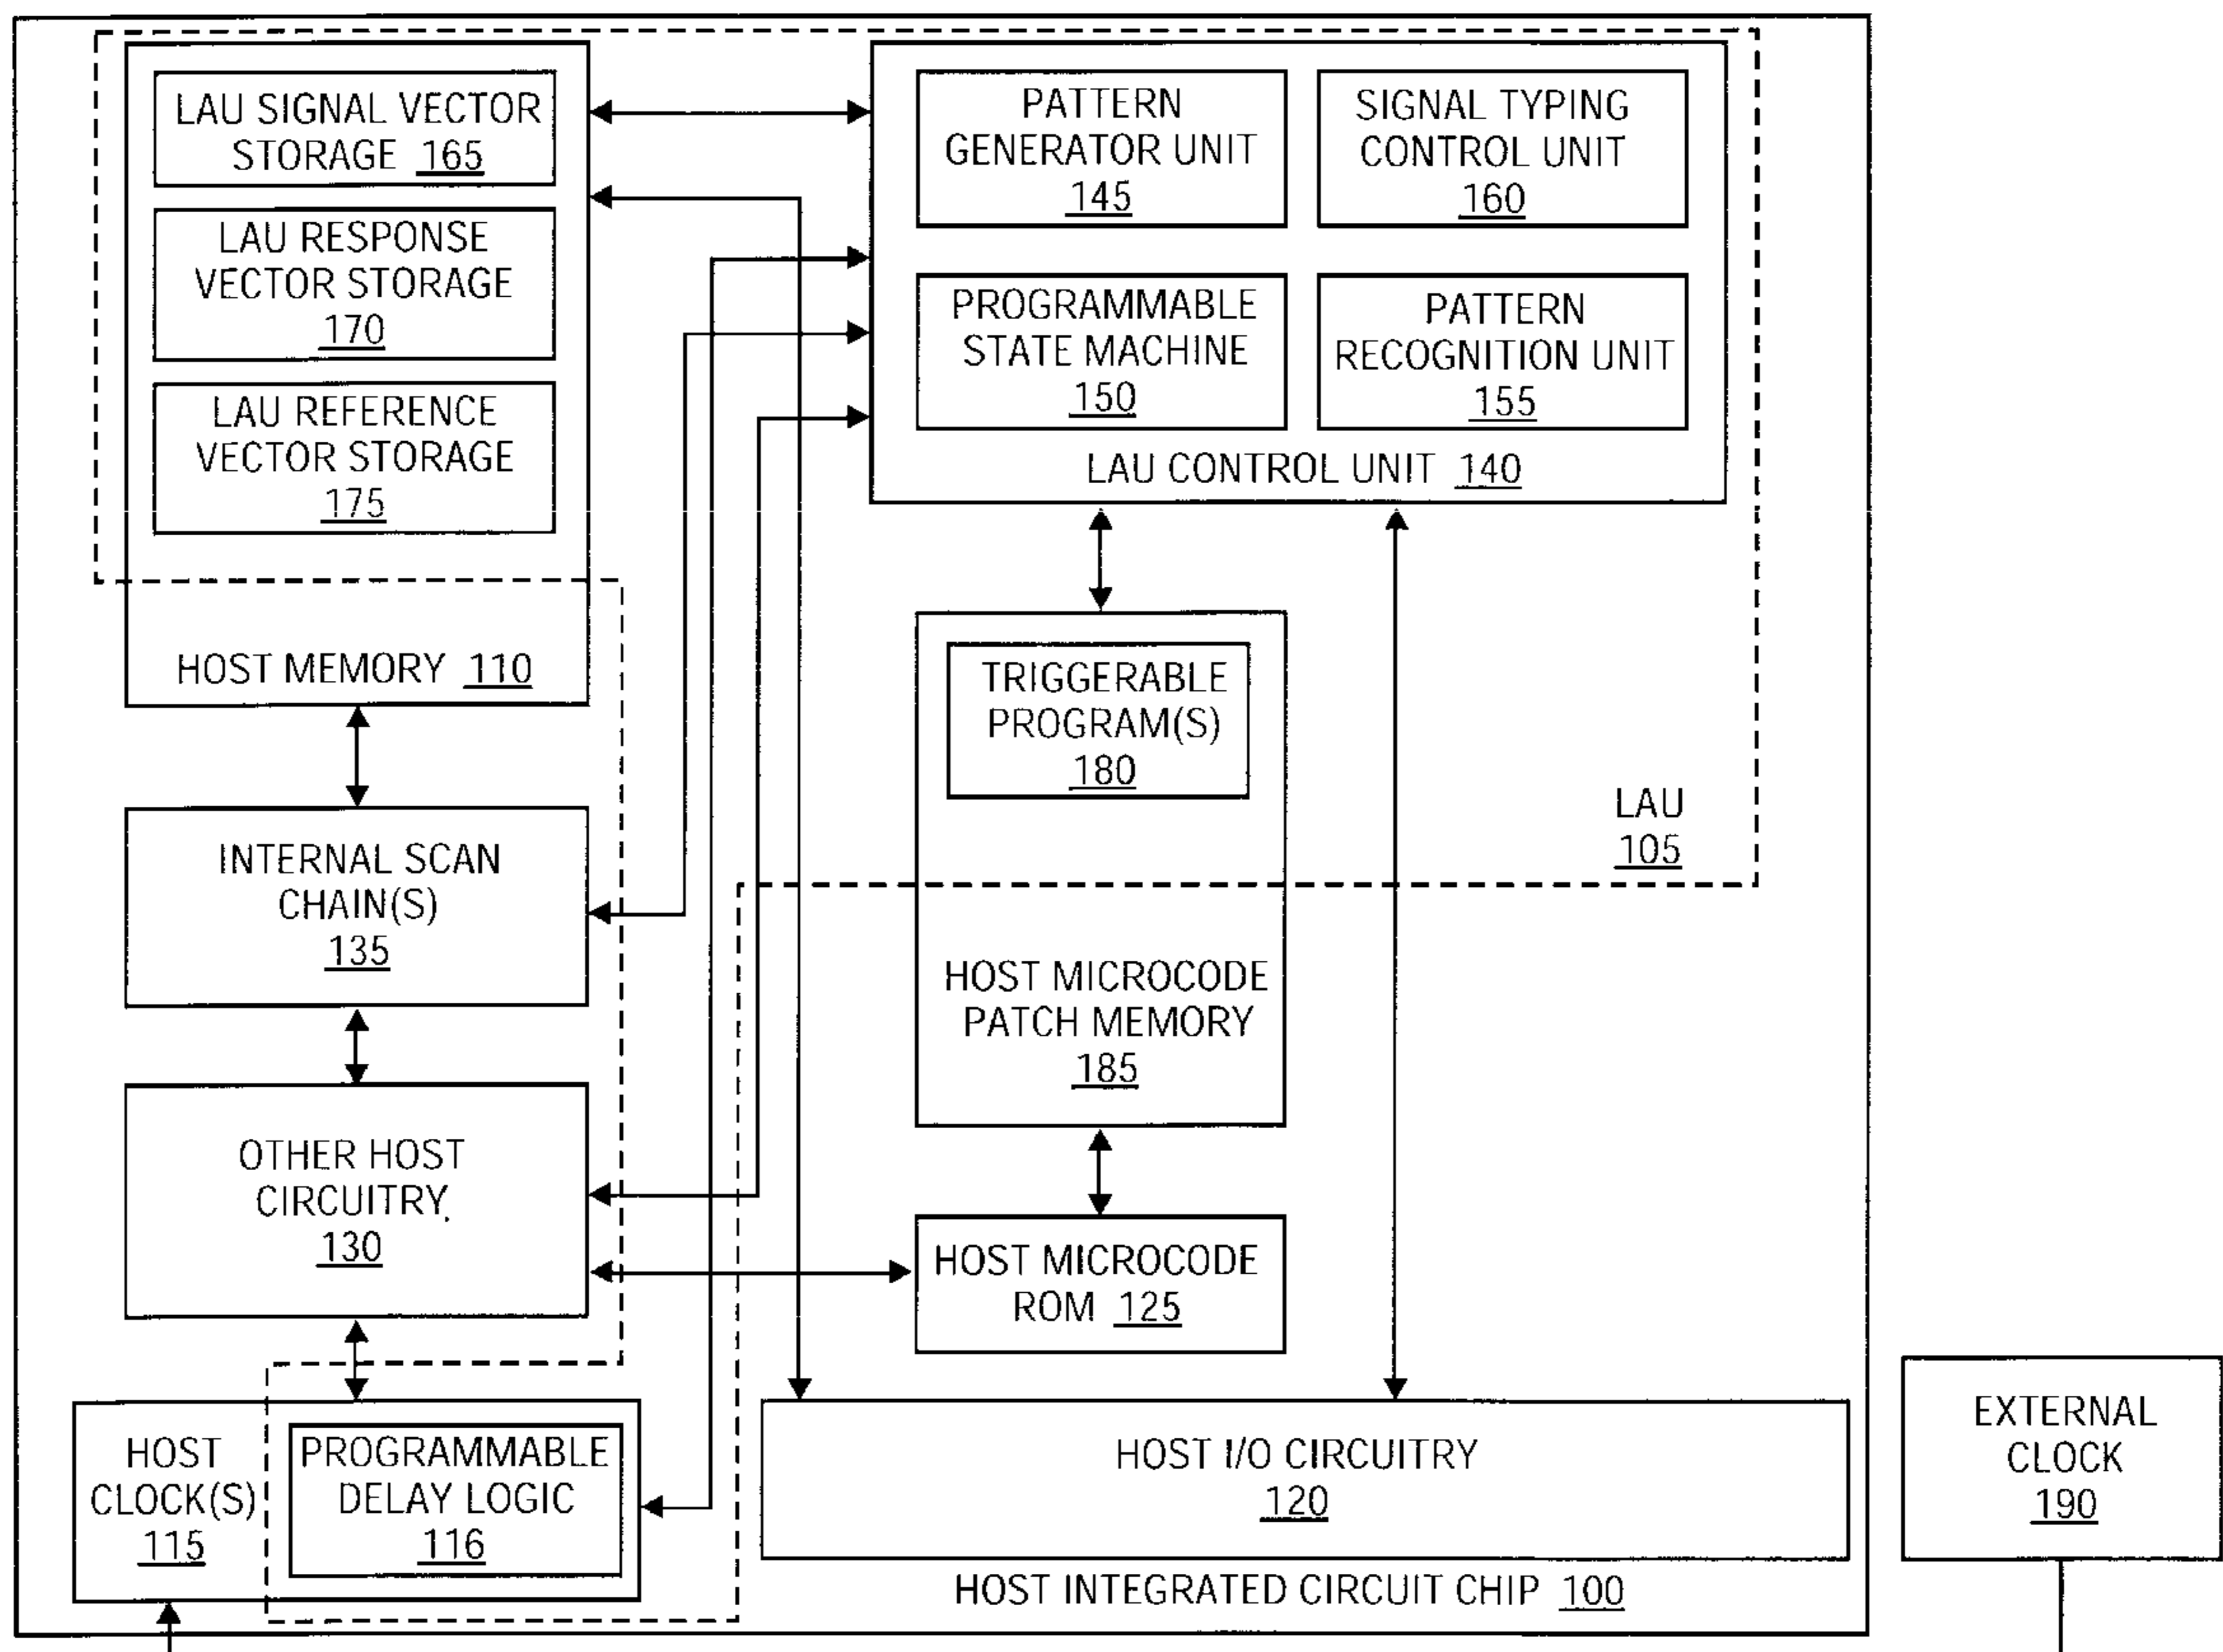 LAU SIGNAL VECTOR
STORAGE 165
LAU RESPONSE
VECTOR STORAGE
170
LAU REFERENCE
VECTOR STORAGE
175
HOST MEMORY 110
PATTERN
GENERATOR UNIT
145
SIGNAL TYPING
CONTROL UNIT
160
PROGRAMMABLE
STATE MACHINE
150
PATTERN
RECOGNITION UNIT
155
LAU CONTROL UNIT 140
TRIGGERABLE
PROGRAM(S)
180
LAU
105
INTERNAL SCAN
CHAIN(S)
135
HOST MICROCODE
PATCH MEMORY
185
OTHER HOST
CIRCUITRY
130
HOST MICROCODE
ROM 125
HOST
CLOCK(S)
115
PROGRAMMABLE
DELAY LOGIC
116
HOST I/O CIRCUITRY
120
HOST INTEGRATED CIRCUIT CHIP 100
EXTERNAL
CLOCK
190